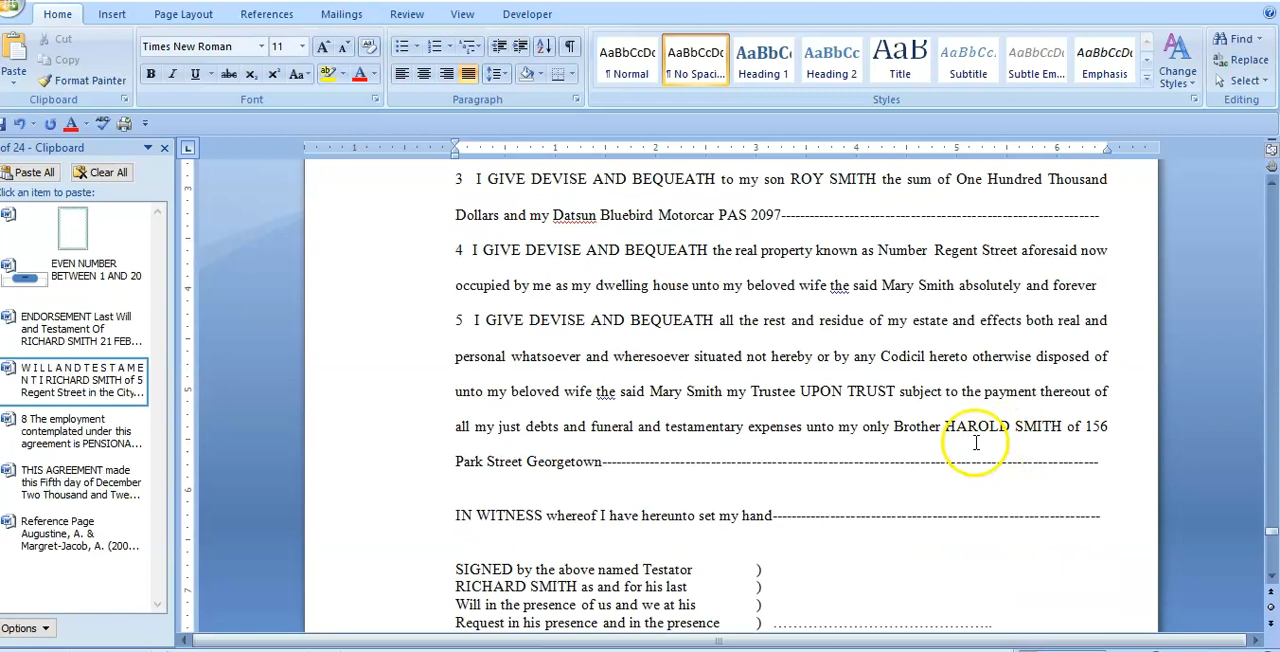 Home Insert Page Layout References Mailings Review View Developer
Cut
Copy
Format Painter
Paste
Clipboard
Times New Roman 11
Font
Paragraph
AaBbCcDc AaBbCcDc AaBbC AaBbCc AaB AaBbCc. AaBbCcDc AaBbCcDc
¶ Normal ¶ No Spaci... Heading 1 Heading 2 Title Subtitle Subtle Em... Emphasis
Change
Styles
Styles
Find
Replace
Select
Editing
of 24 - Clipboard
Paste All Clear All
Click an item to paste:
EVEN NUMBER
BETWEEN 1 AND 20
ENDORSEMENT Last Will
and Testament Of
RICHARD SMITH 21 FEB...
W I L L A N D T E S T A M E
N T I RICHARD SMITH of 5
Regent Street in the City...
8 The employment
contemplated under this
agreement is PENSIONA...
THIS AGREEMENT made
this Fifth day of December
Two Thousand and Twe...
Reference Page
Augustine, A. &
Margret-Jacob, A. (200...
Options
3 I GIVE DEVISE AND BEQUEATH to my son ROY SMITH the sum of One Hundred Thousand
Dollars and my Datsun Bluebird Motorcar PAS 2097------------------------------------------------------------
4 I GIVE DEVISE AND BEQUEATH the real property known as Number Regent Street aforesaid now
occupied by me as my dwelling house unto my beloved wife the said Mary Smith absolutely and forever
5 I GIVE DEVISE AND BEQUEATH all the rest and residue of my estate and effects both real and
personal whatsoever and wheresoever situated not hereby or by any Codicil hereto otherwise disposed of
unto my beloved wife the said Mary Smith my Trustee UPON TRUST subject to the payment thereout of
all my just debts and funeral and testamentary expenses unto my only Brother HAROLD SMITH of 156
Park Street Georgetown----------------------------------------------------------------------------------------------
IN WITNESS whereof I have hereunto set my hand--------------------------------------------------------------
SIGNED by the above named Testator )
RICHARD SMITH as and for his last )
Will in the presence of us and we at his )
Request in his presence and in the presence ) ……………………………………..